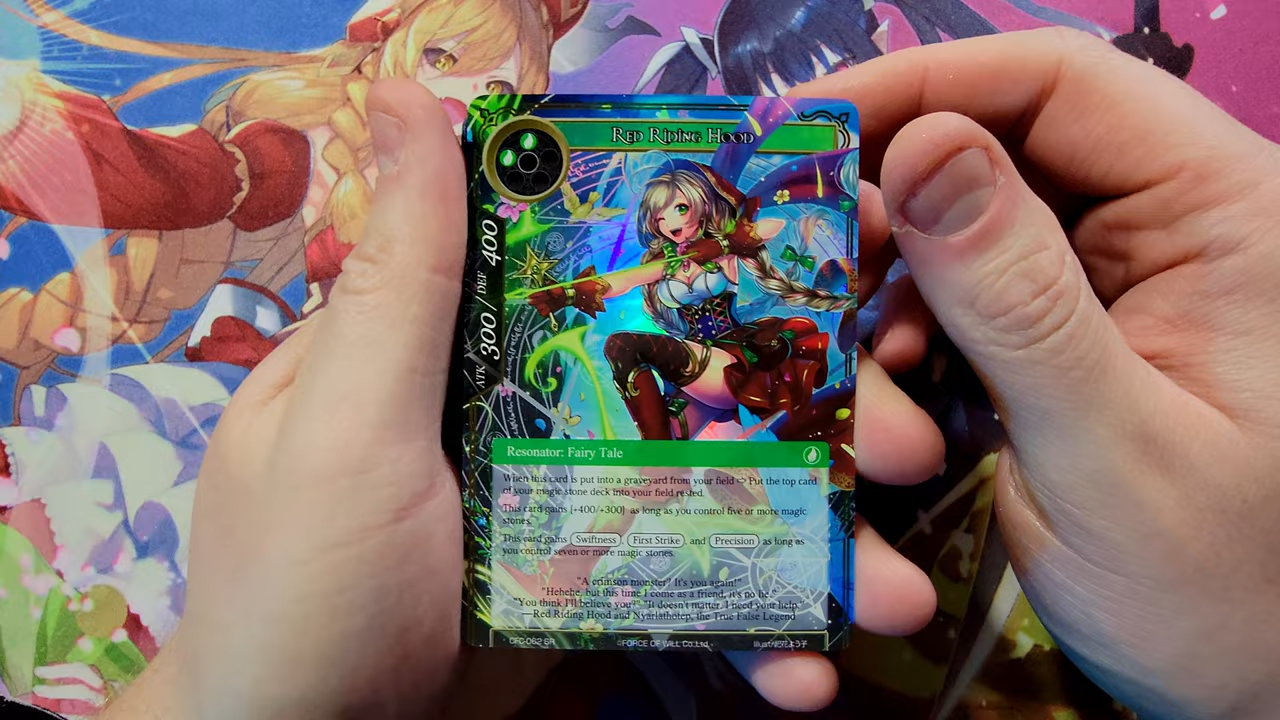 Red Riding Hood
ATK 300 / DEF 400
Resonator: Fairy Tale
When this card is put into a graveyard from your field ⇨ Put the top card
of your magic stone deck into your field rested.
This card gains [+400/+300] as long as you control five or more magic
stones.
This card gains Swiftness, First Strike, and Precision as long as
you control seven or more magic stones.
"A crimson monster? It's you again!"
"Hehehe, but this time I come as a friend, it's no lie."
"You think I'll believe you?" "It doesn't matter. I need your help."
—Red Riding Hood and Nyarlathotep, the True False Legend
CFC-062 SR
©FORCE OF WILL Co.,Ltd.